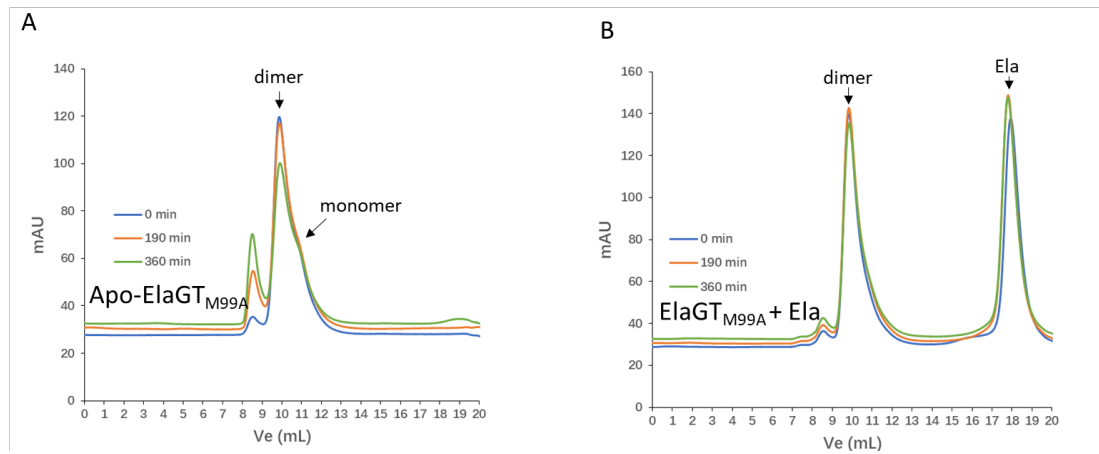 A
140
120
100
80
60
40
20
0
mAU
dimer
monomer
0 min
190 min
360 min
Apo-ElaGT_M99A
0 1 2 3 4 5 6 7 8 9 10 11 12 13 14 15 16 17 18 19 20
Ve (mL)
B
160
140
120
100
80
60
40
20
0
mAU
dimer
Ela
0 min
190 min
360 min
ElaGT_M99A + Ela
0 1 2 3 4 5 6 7 8 9 10 11 12 13 14 15 16 17 18 19 20
Ve (mL)